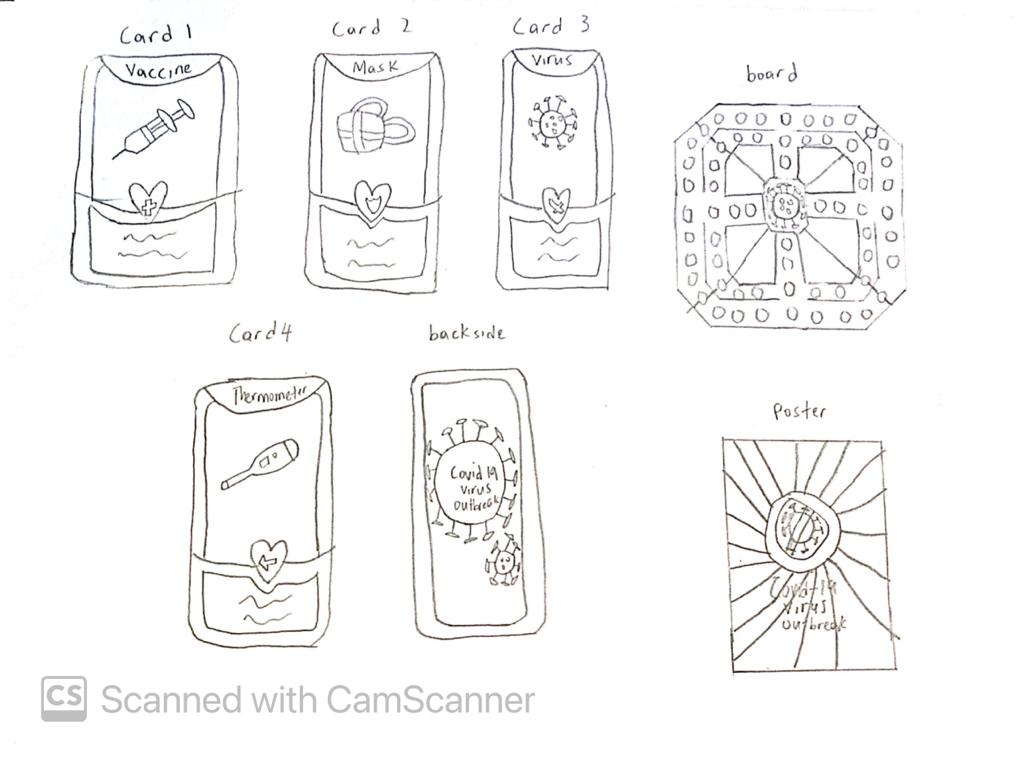 Card 1
Card 2
Card 3
Vaccine
Mask
Virus
board
Card 4
backside
Thermometer
Covid 19
virus
outbreak
Poster
Covid-19
virus
outbreak
CS Scanned with CamScanner